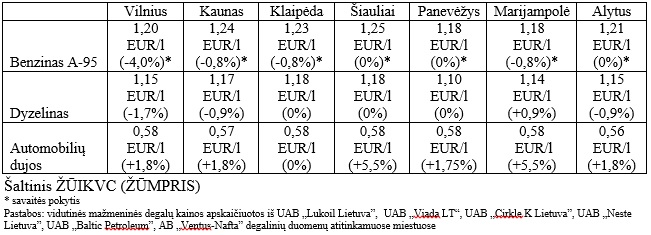 Vilnius Kaunas Klaipėda Šiauliai Panevėžys Marijampolė Alytus
1,20 1,24 1,23 1,25 1,18 1,18 1,21
EUR/l EUR/l EUR/l EUR/l EUR/l EUR/l EUR/l
Benzinas A-95 (-4,0%)* (-0,8%)* (-0,8%)* (0%)* (0%)* (-0,8%)* (0%)*
1,15 1,17 1,18 1,18 1,10 1,14 1,15
EUR/l EUR/l EUR/l EUR/l EUR/l EUR/l EUR/l
Dyzelinas (-1,7%) (-0,9%) (0%) (0%) (0%) (+0,9%) (-0,9%)
0,58 0,57 0,58 0,58 0,58 0,58 0,56
Automobilių EUR/l EUR/l EUR/l EUR/l EUR/l EUR/l EUR/l
dujos (+1,8%) (+1,8%) (0%) (+5,5%) (+1,75%) (+5,5%) (+1,8%)
Šaltinis ŽŪIKVC (ŽŪMPRIS)
* savaitės pokytis
Pastabos: vidutinės mažmeninės degalų kainos apskaičiuotos iš UAB „Lukoil Lietuva”, UAB „Viada LT“, UAB „Cirkle K Lietuva”, UAB „Neste
Lietuva”, UAB „Baltic Petroleum”, AB „Ventus-Nafta” degalinių duomenų atitinkamuose miestuose